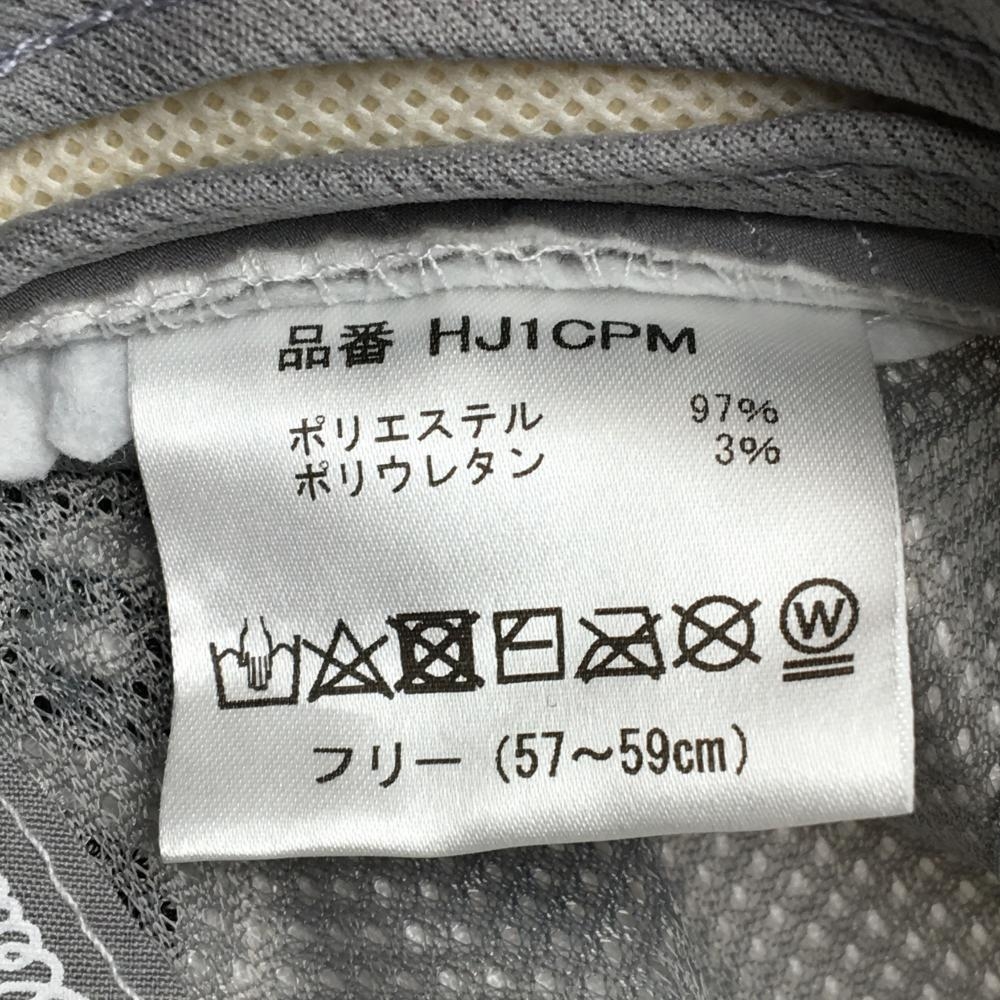 品番 HJ1CPM
ポリエステル 97%
ポリウレタン 3%
W
フリー (57～59cm)